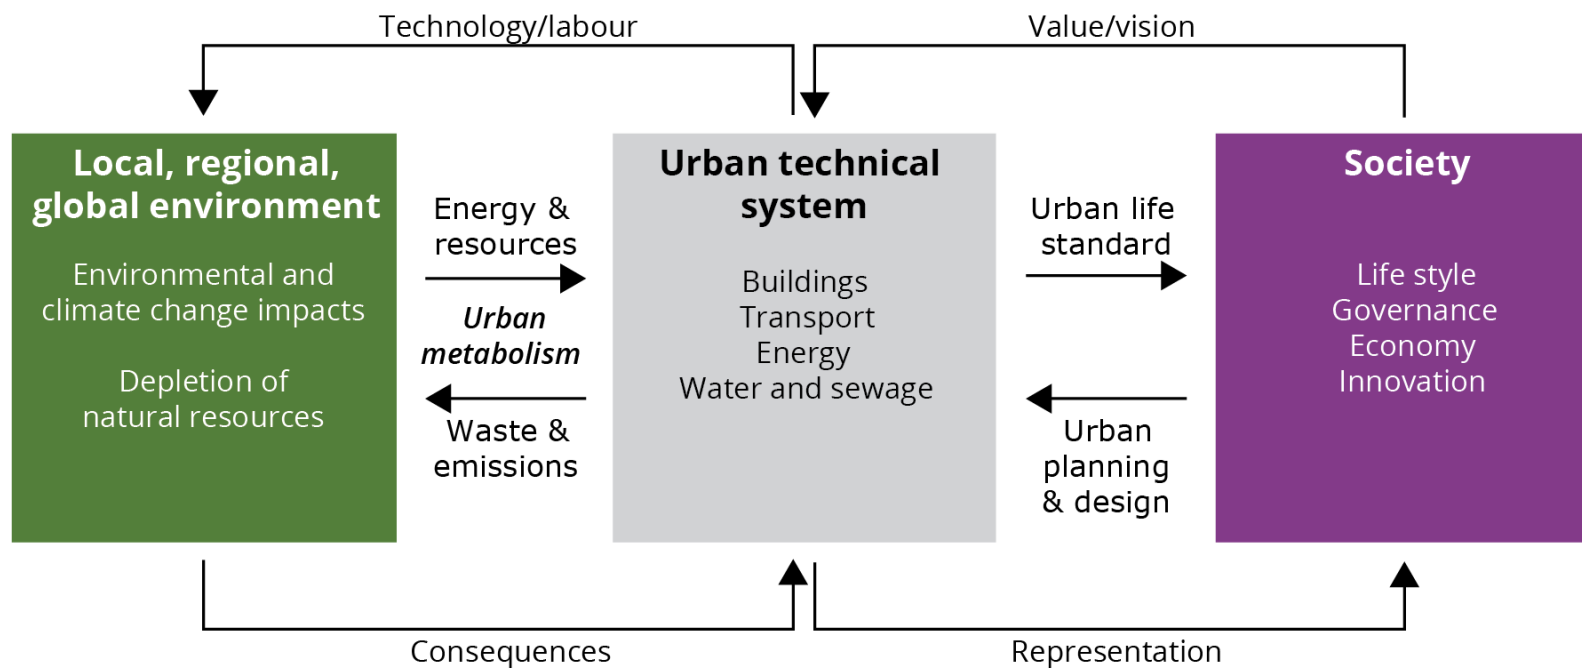 Technology/labour
Value/vision
Local, regional,
global environment
Environmental and
climate change impacts
Depletion of
natural resources
Energy &
resources
Urban
metabolism
Waste &
emissions
Urban technical
system
Buildings
Transport
Energy
Water and sewage
Urban life
standard
Urban
planning
& design
Society
Life style
Governance
Economy
Innovation
Consequences
Representation